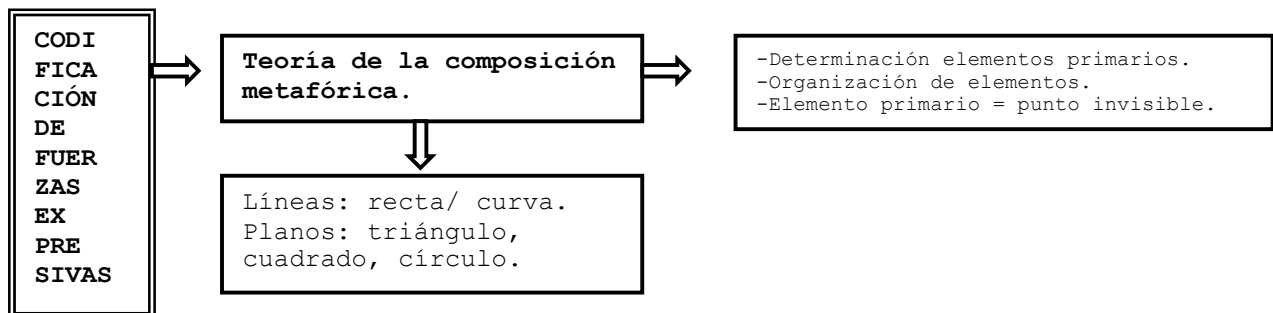 CODI
FICA
CIÓN
DE
FUER
ZAS
EX
PRE
SIVAS
Teoría de la composición
metafórica.
-Determinación elementos primarios.
-Organización de elementos.
-Elemento primario = punto invisible.
Líneas: recta/ curva.
Planos: triángulo,
cuadrado, círculo.